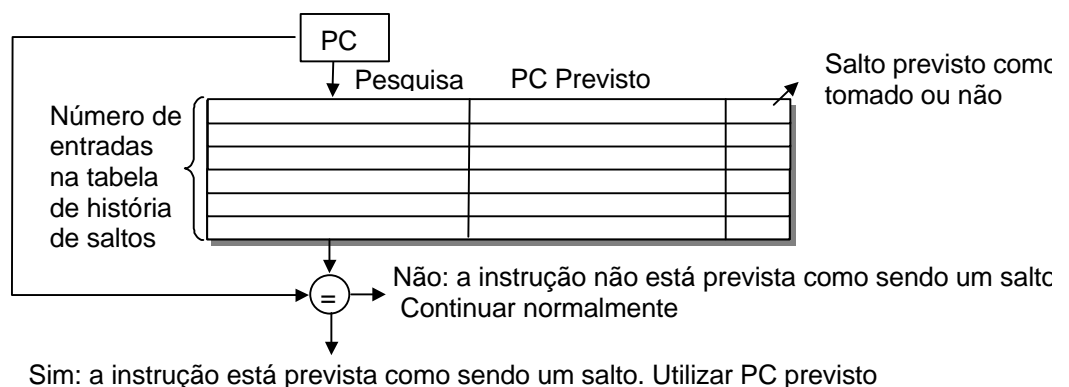 PC
Pesquisa
PC Previsto
Salto previsto como
tomado ou não
Número de
entradas
na tabela
de história
de saltos
=
Não: a instrução não está prevista como sendo um salto
Continuar normalmente
Sim: a instrução está prevista como sendo um salto. Utilizar PC previsto